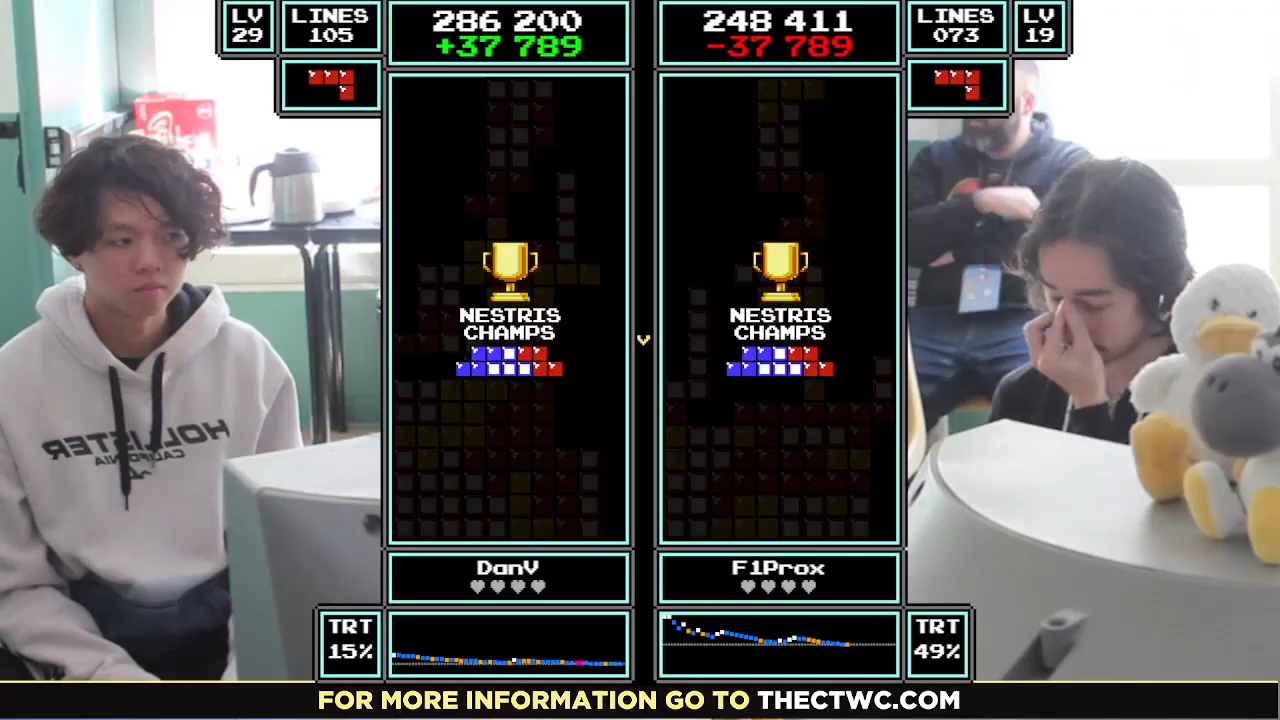 LV
29
LINES
105
286 200
+37 789
248 411
-37 789
LINES
073
LV
19
NESTRIS
CHAMPS
NESTRIS
CHAMPS
HOLLISTER
CALIFORNIA
DanV
F1Prox
TRT
15%
TRT
49%
FOR MORE INFORMATION GO TO THECTWC.COM